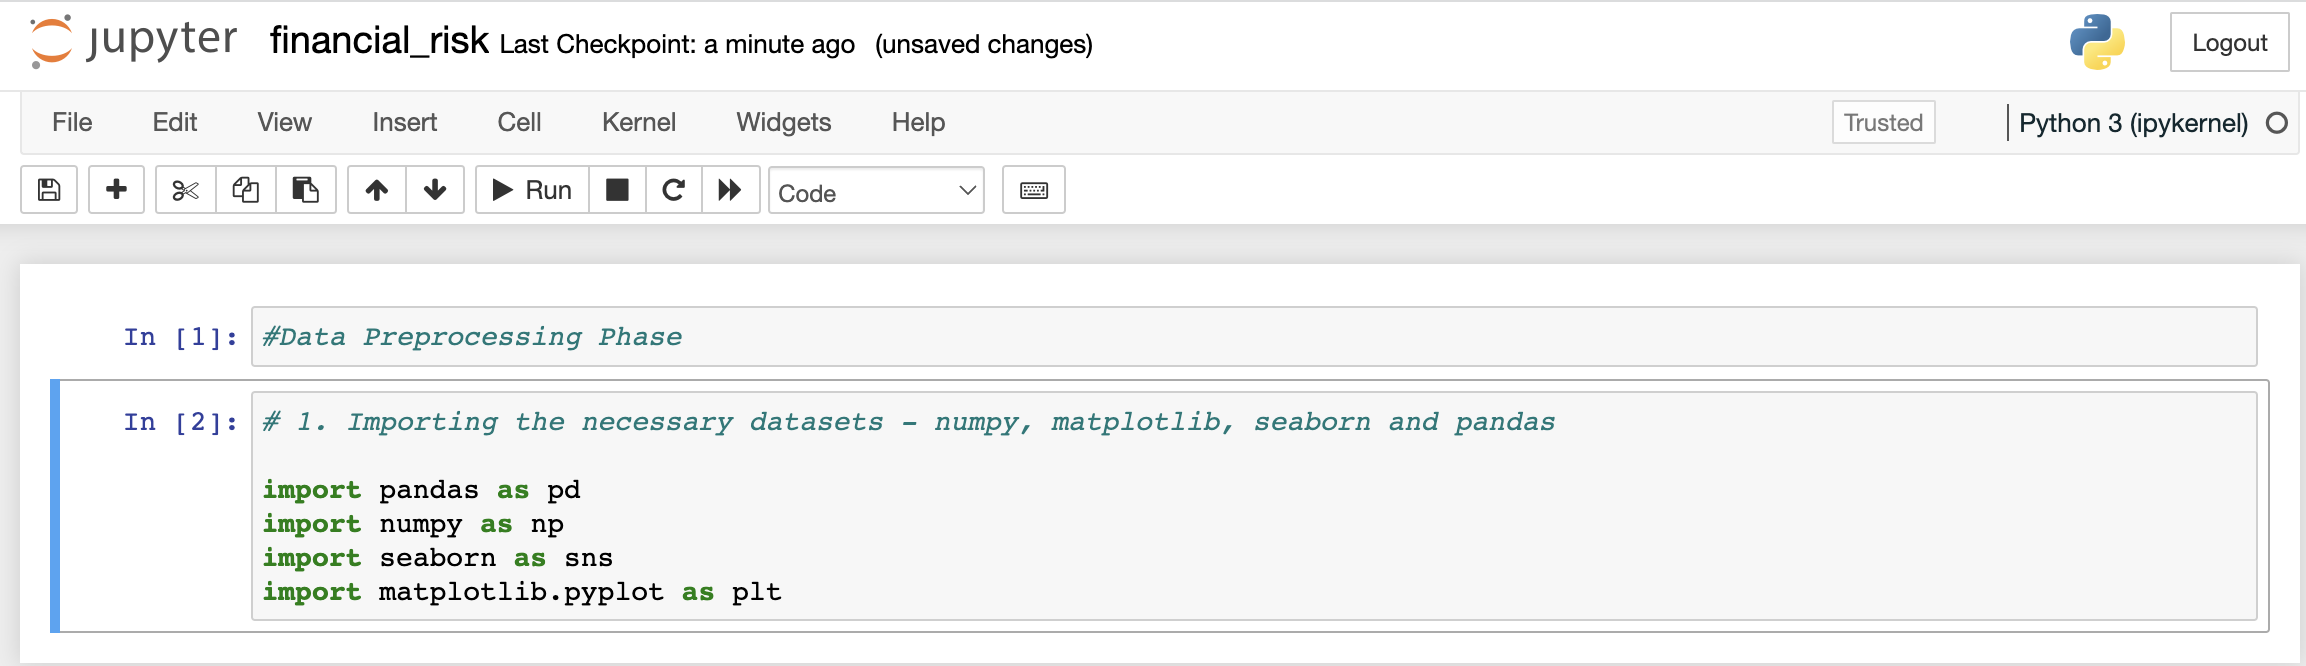 jupyter financial_risk Last Checkpoint: a minute ago (unsaved changes) Logout
File Edit View Insert Cell Kernel Widgets Help Trusted Python 3 (ipykernel)
Run Code
In [1]: #Data Preprocessing Phase
In [2]: # 1. Importing the necessary datasets - numpy, matplotlib, seaborn and pandas
import pandas as pd
import numpy as np
import seaborn as sns
import matplotlib.pyplot as plt